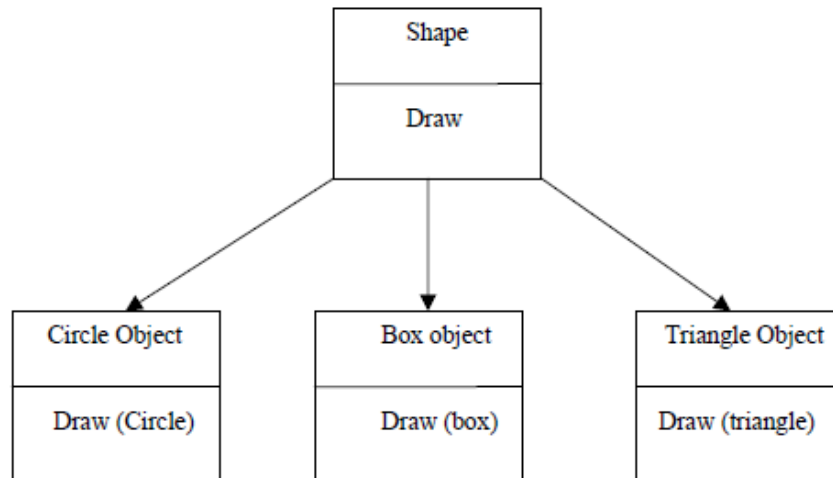 Shape
Draw
Circle Object
Box object
Triangle Object
Draw (Circle)
Draw (box)
Draw (triangle)